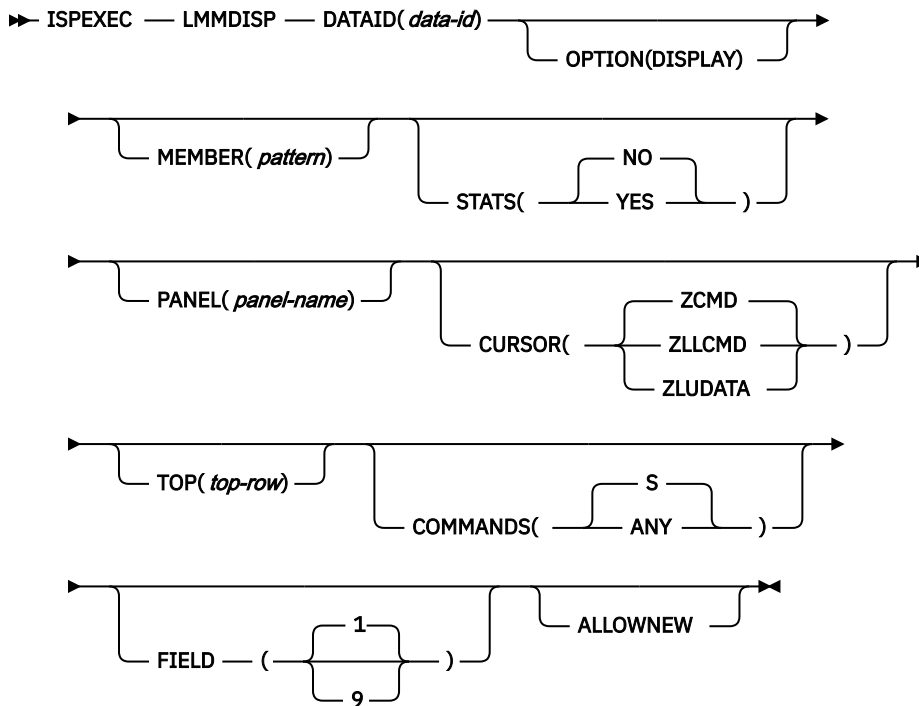 ISPEXEC LMMDISP DATAID( data-id)
OPTION(DISPLAY)
MEMBER( pattern)
NO
STATS( YES )
PANEL( panel-name)
ZCMD
CURSOR( ZLLCMD )
ZLUDATA
TOP( top-row)
S
COMMANDS( ANY )
1
ALLOWNEW
FIELD ( )
9